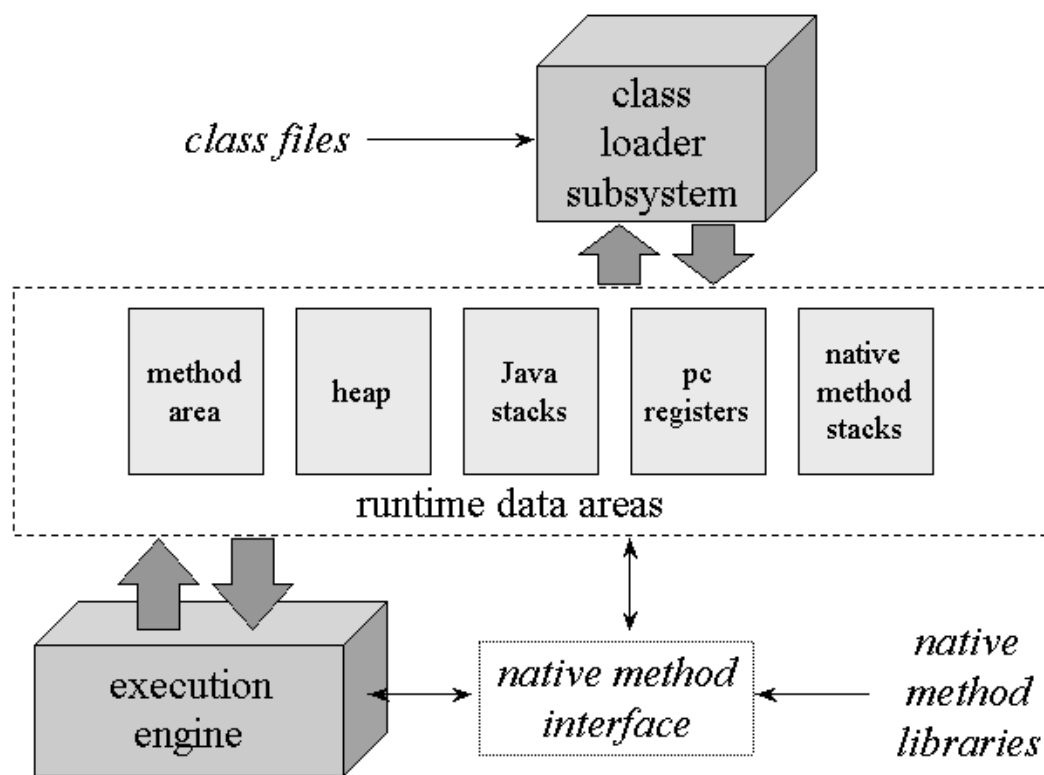 class
loader
subsystem
class files
method
area
heap
Java
stacks
pc
registers
native
method
stacks
runtime data areas
execution
engine
native method
interface
native
method
libraries